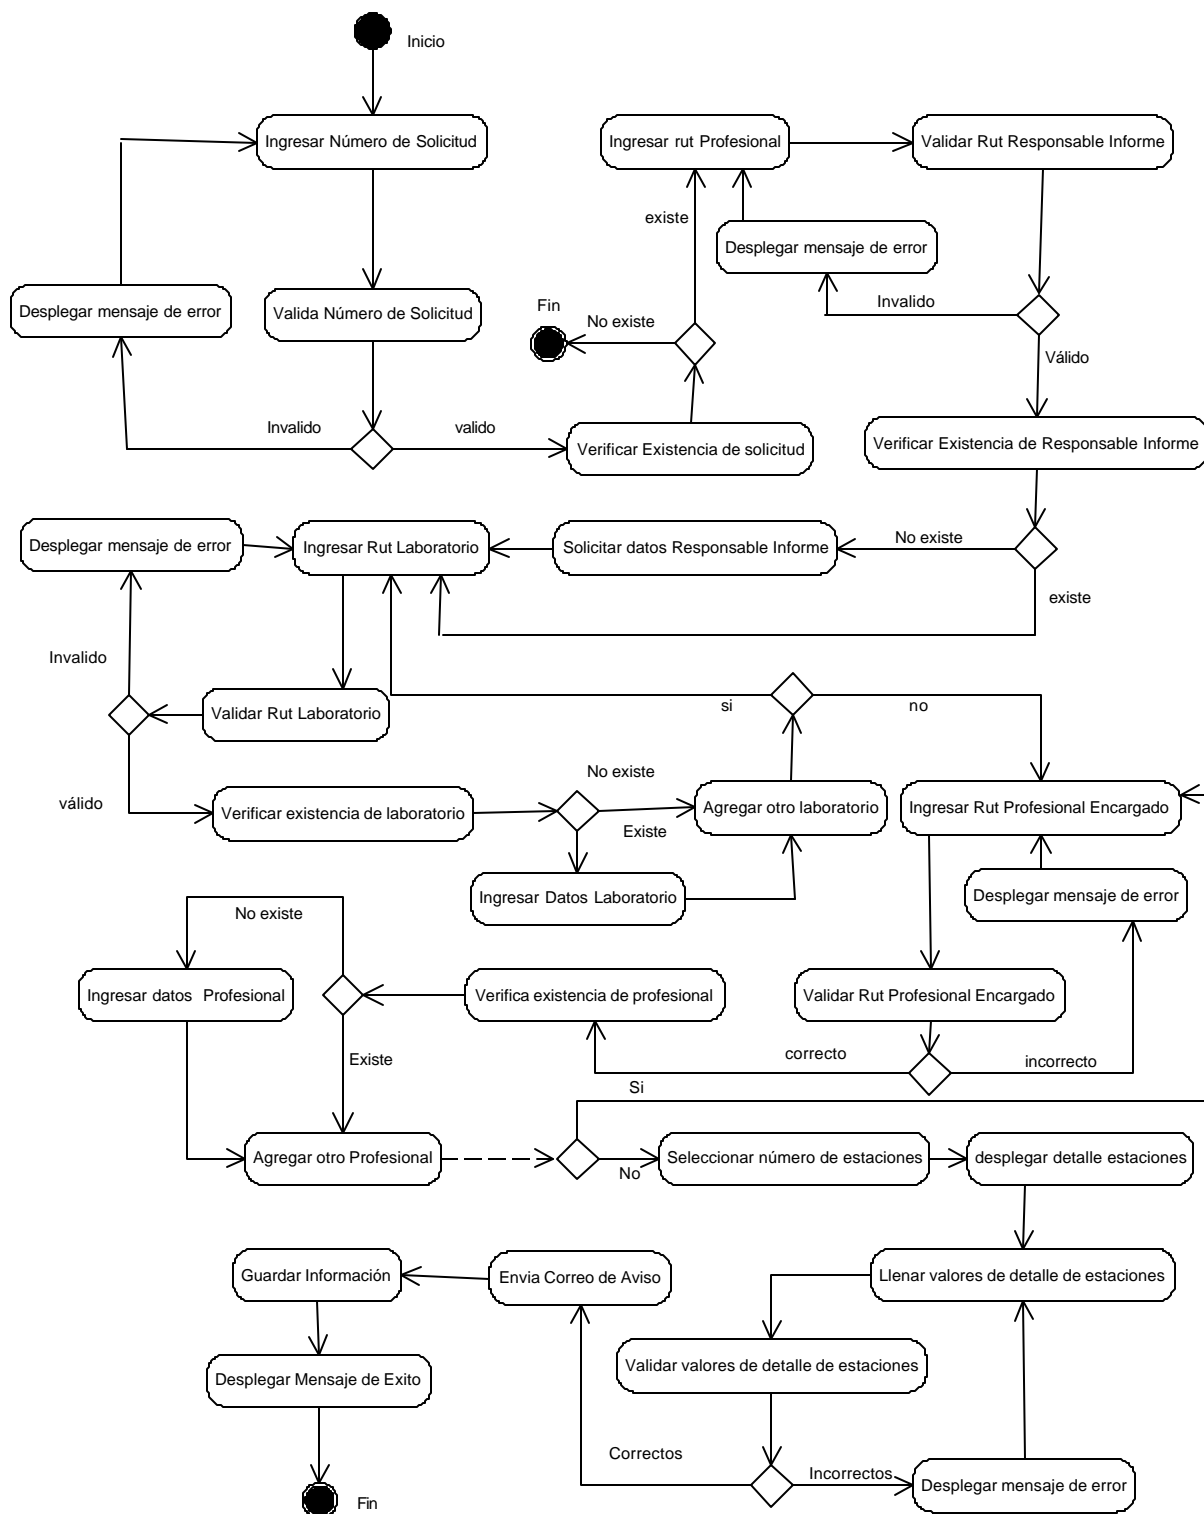 Inicio
Ingresar Número de Solicitud
Ingresar rut Profesional
Validar Rut Responsable Informe
existe
Desplegar mensaje de error
Desplegar mensaje de error
Valida Número de Solicitud
Fin
No existe
Invalido
Válido
Invalido
valido
Verificar Existencia de solicitud
Verificar Existencia de Responsable Informe
Desplegar mensaje de error
Ingresar Rut Laboratorio
Solicitar datos Responsable Informe
No existe
existe
Invalido
Validar Rut Laboratorio
si
no
válido
Verificar existencia de laboratorio
No existe
Existe
Agregar otro laboratorio
Ingresar Rut Profesional Encargado
Ingresar Datos Laboratorio
Desplegar mensaje de error
No existe
Ingresar datos Profesional
Verifica existencia de profesional
Validar Rut Profesional Encargado
Existe
correcto
incorrecto
Si
Agregar otro Profesional
No
Seleccionar número de estaciones
desplegar detalle estaciones
Guardar Información
Envia Correo de Aviso
Llenar valores de detalle de estaciones
Desplegar Mensaje de Exito
Validar valores de detalle de estaciones
Correctos
Incorrectos
Desplegar mensaje de error
Fin